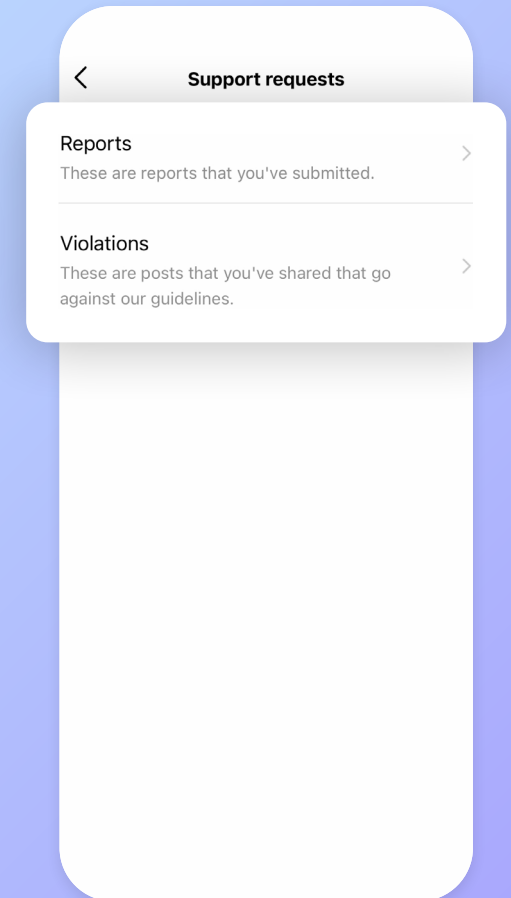 Support requests
Reports
These are reports that you've submitted.
Violations
These are posts that you've shared that go
against our guidelines.